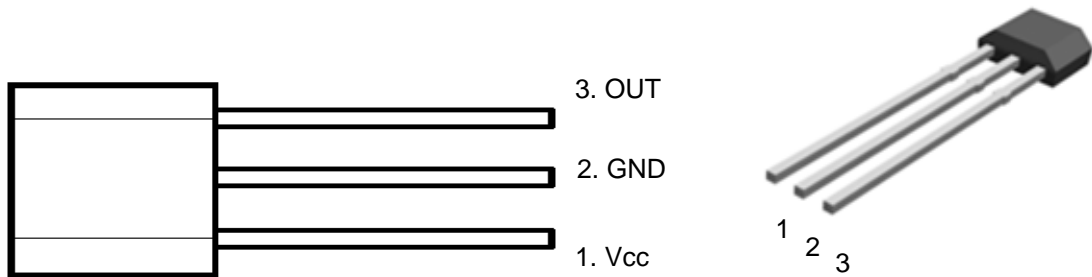 3. OUT
2. GND
1. Vcc
1
2
3